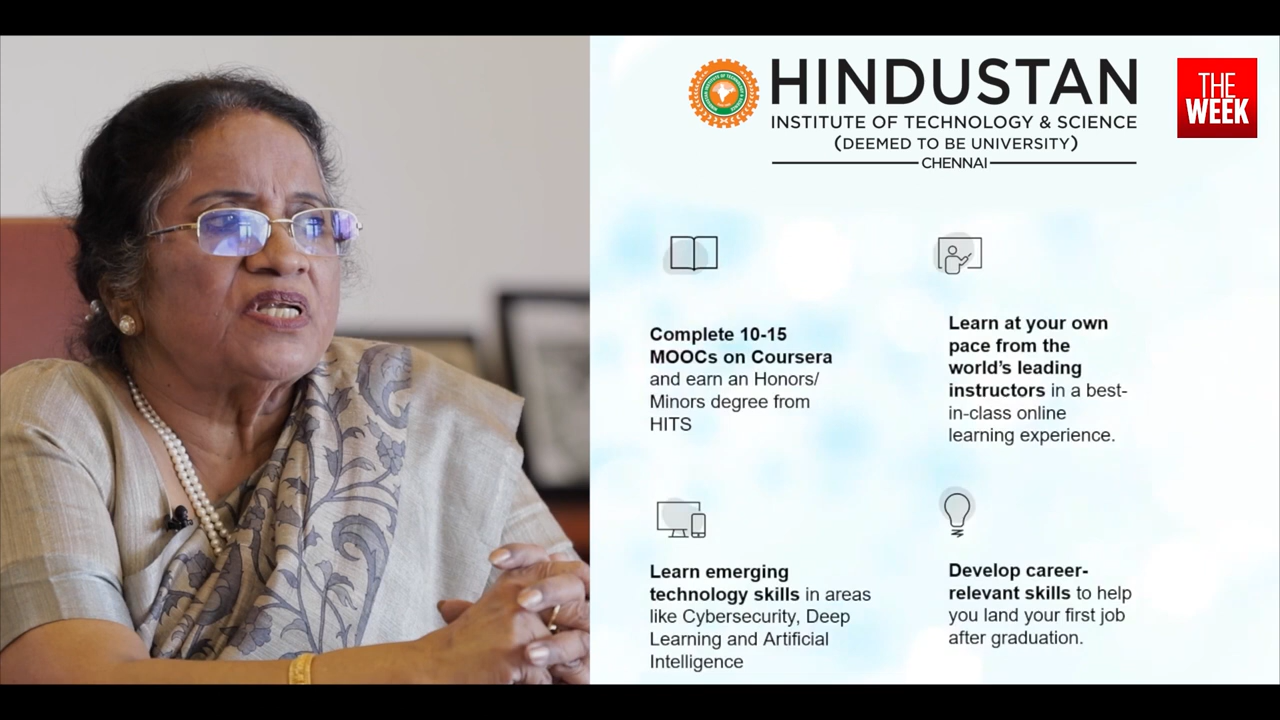 HINDUSTAN
INSTITUTE OF TECHNOLOGY & SCIENCE
(DEEMED TO BE UNIVERSITY)
CHENNAI
THE
WEEK
Complete 10-15
MOOCs on Coursera
and earn an Honors/
Minors degree from
HITS
Learn at your own
pace from the
world’s leading
instructors in a best-
in-class online
learning experience.
Learn emerging
technology skills in areas
like Cybersecurity, Deep
Learning and Artificial
Intelligence
Develop career-
relevant skills to help
you land your first job
after graduation.